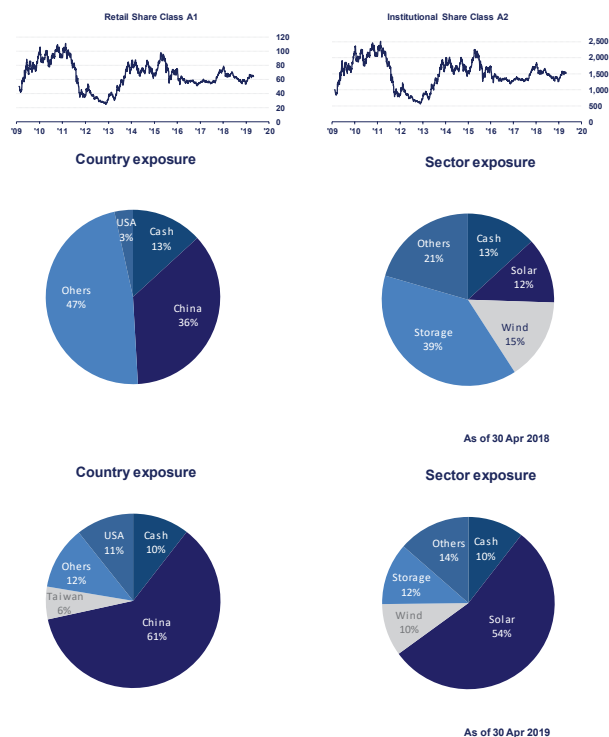 Retail Share Class A1
120
100
80
60
40
20
0
'09 '10 '11 '12 '13 '14 '15 '16 '17 '18 '19 '20
Institutional Share Class A2
2,500
2,000
1,500
1,000
500
0
'09 '10 '11 '12 '13 '14 '15 '16 '17 '18 '19 '20
Country exposure
USA
3%
Cash
13%
China
36%
Ohers
47%
Sector exposure
Cash
13%
Solar
12%
Wind
15%
Storage
39%
Others
21%
As of 30 Apr 2018
Country exposure
Cash
10%
China
61%
Taiwan
6%
Ohers
12%
USA
11%
Sector exposure
Cash
10%
Solar
54%
Wind
10%
Storage
12%
Others
14%
As of 30 Apr 2019